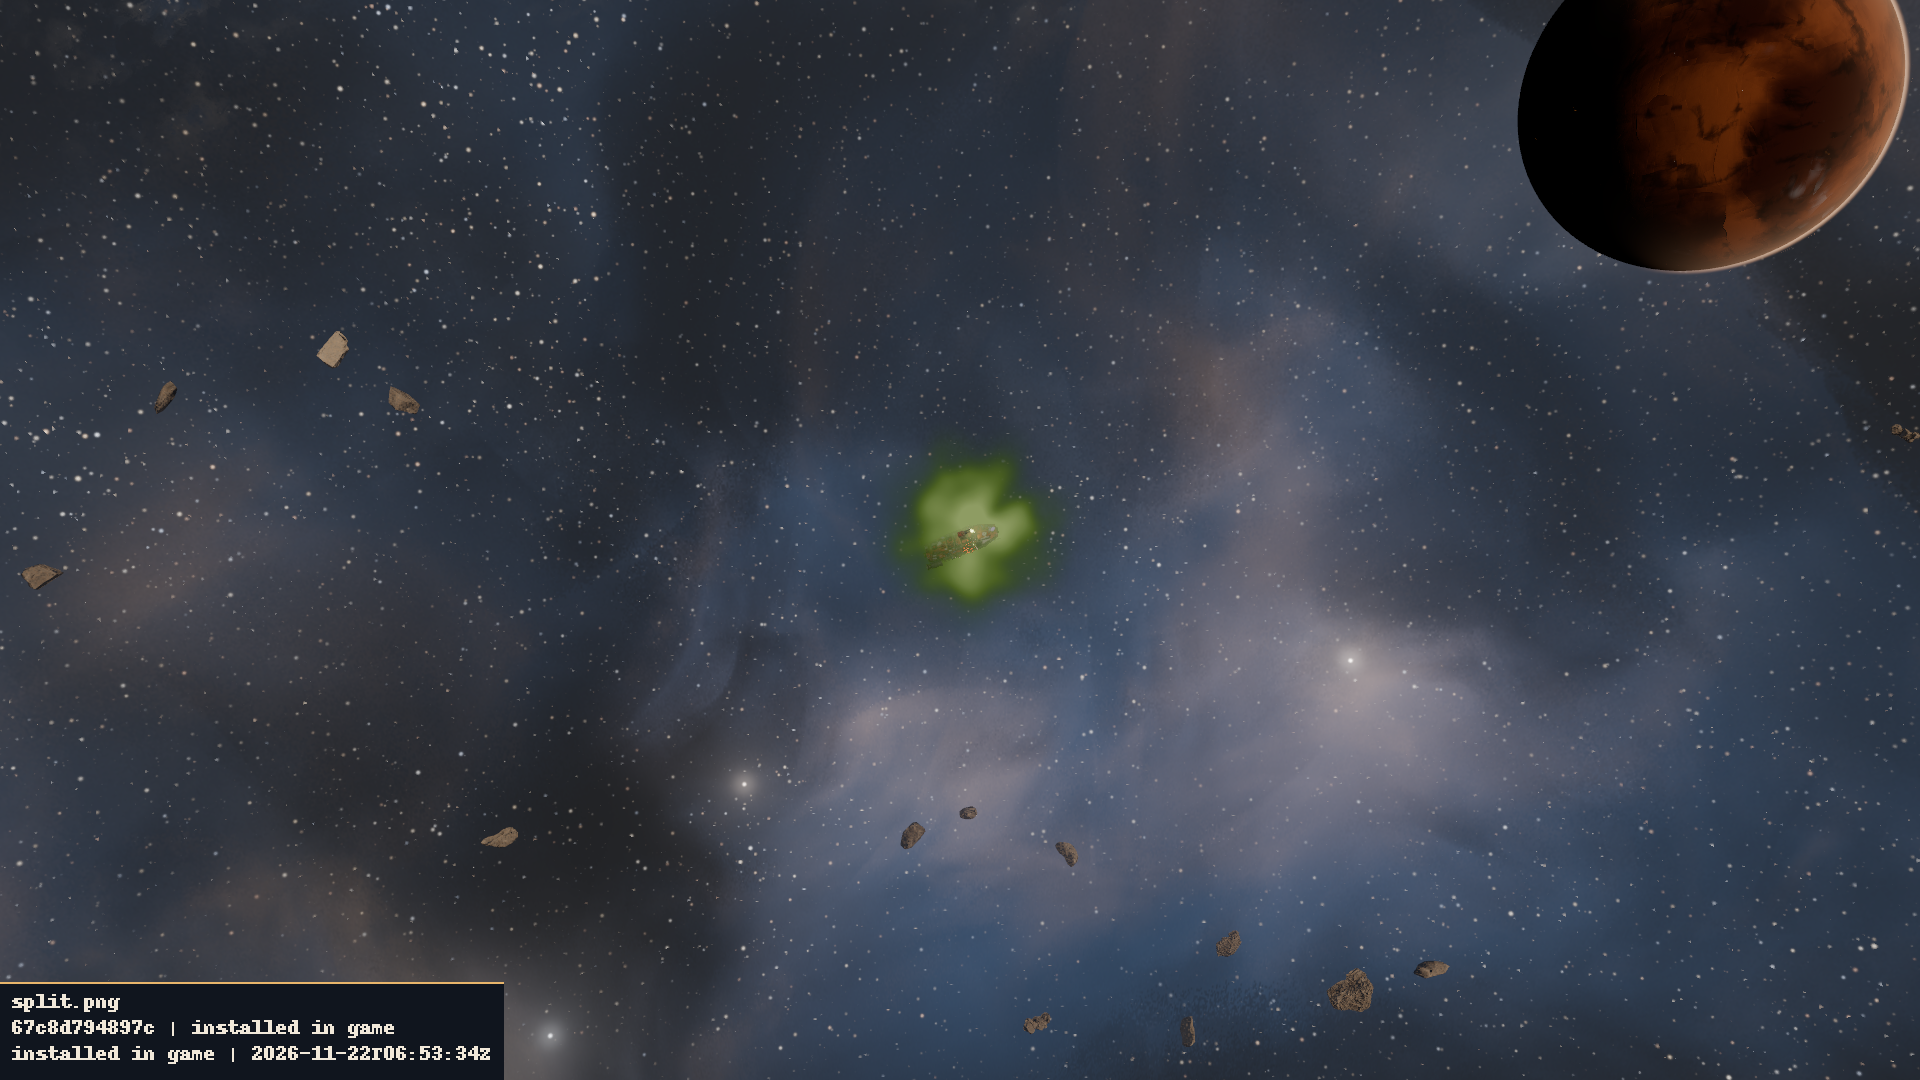 split.png
67c8d794897c | installed in game
installed in game | 2026-11-22T06:53:34Z